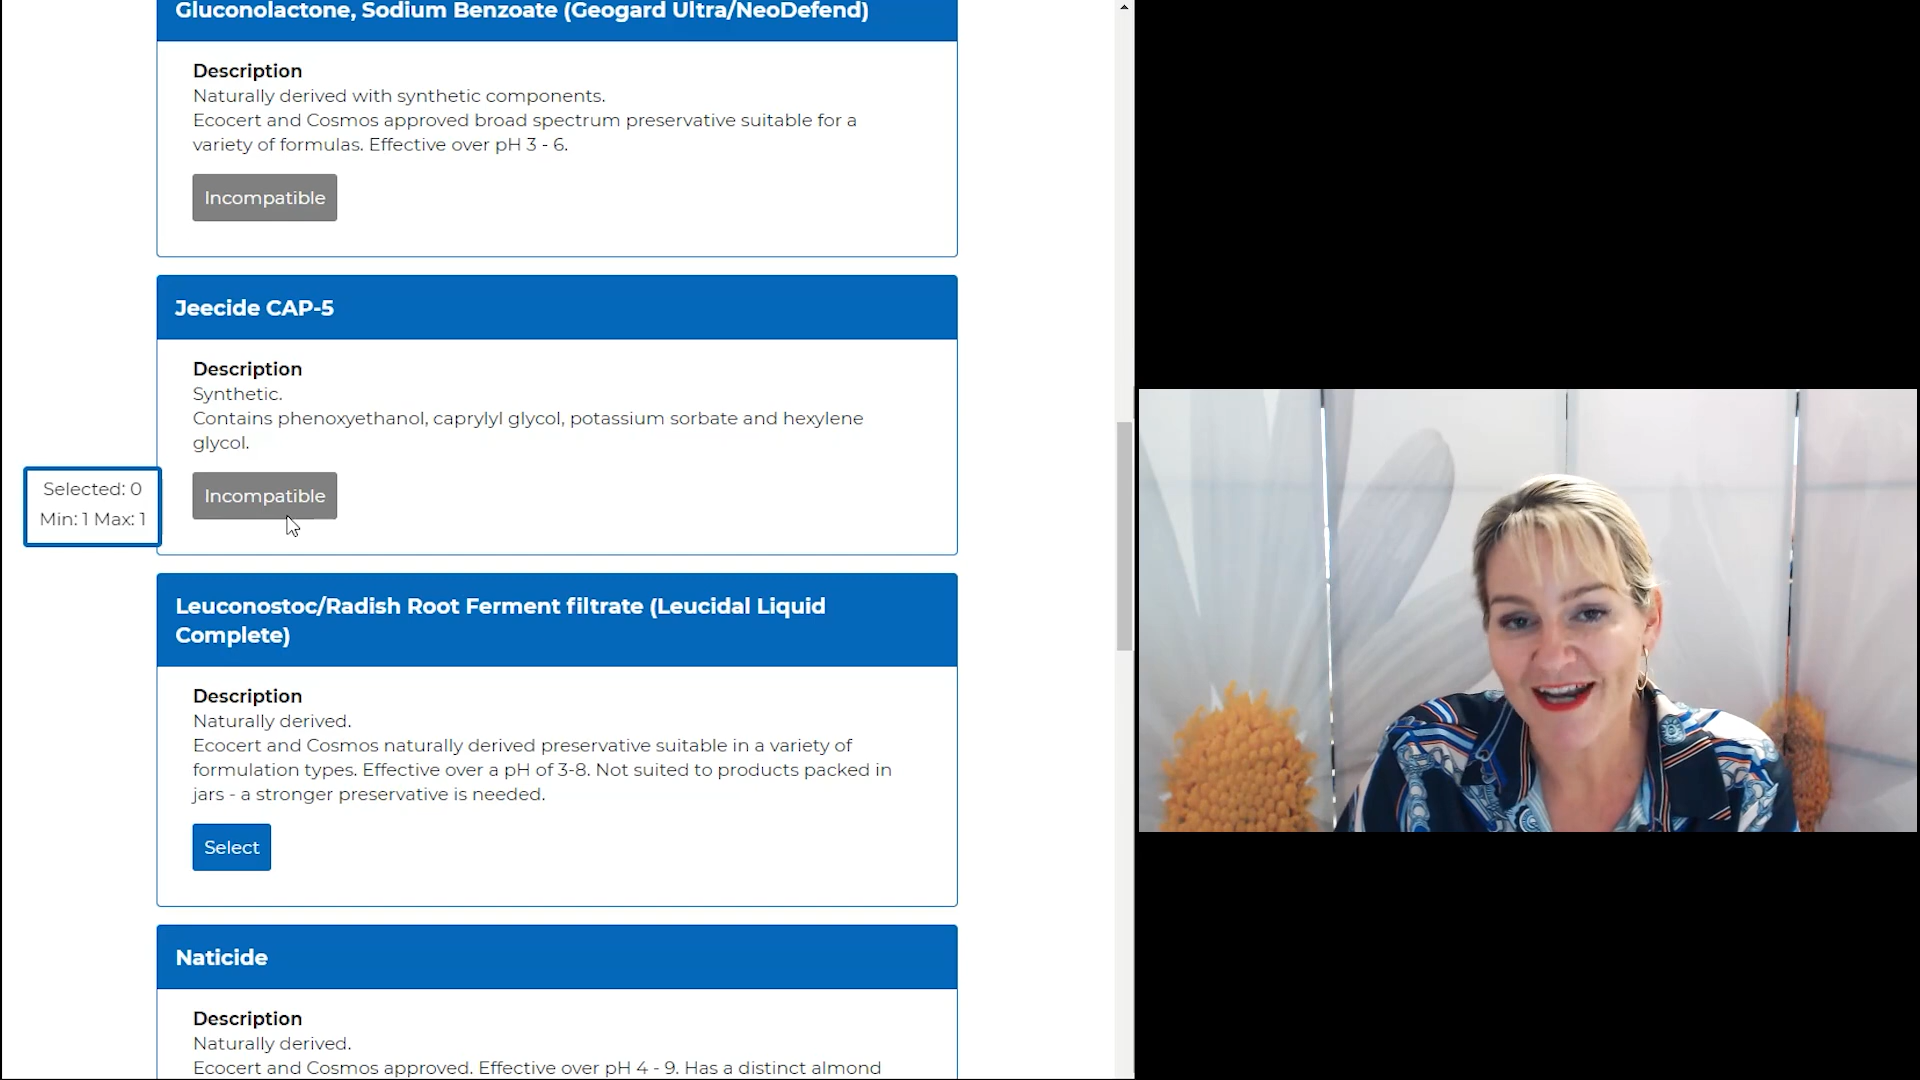 Gluconolactone, Sodium Benzoate (Geogard Ultra/NeoDefend)
Description
Naturally derived with synthetic components.
Ecocert and Cosmos approved broad spectrum preservative suitable for a
variety of formulas. Effective over pH 3 - 6.
Incompatible
Jeecide CAP-5
Description
Synthetic.
Contains phenoxyethanol, caprylyl glycol, potassium sorbate and hexylene
glycol.
Selected: 0
Min: 1 Max: 1
Incompatible
Leuconostoc/Radish Root Ferment filtrate (Leucidal Liquid
Complete)
Description
Naturally derived.
Ecocert and Cosmos naturally derived preservative suitable in a variety of
formulation types. Effective over a pH of 3-8. Not suited to products packed in
jars - a stronger preservative is needed.
Select
Naticide
Description
Naturally derived.
Ecocert and Cosmos approved. Effective over pH 4 - 9. Has a distinct almond